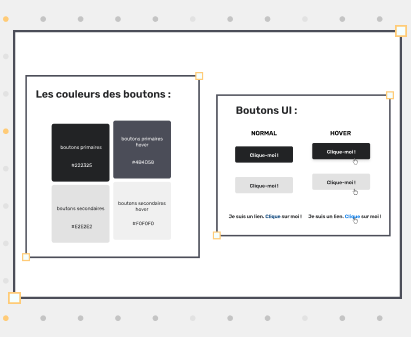 Les couleurs des boutons :
boutons primaires
#222325
boutons primaires
hover
#4B4D58
boutons secondaires
#E2E2E2
boutons secondaires
hover
#F0F0F0
Boutons UI :
NORMAL
HOVER
Clique-moi !
Clique-moi !
Clique-moi !
Clique-moi !
Je suis un lien. Clique sur moi !
Je suis un lien. Clique sur moi !